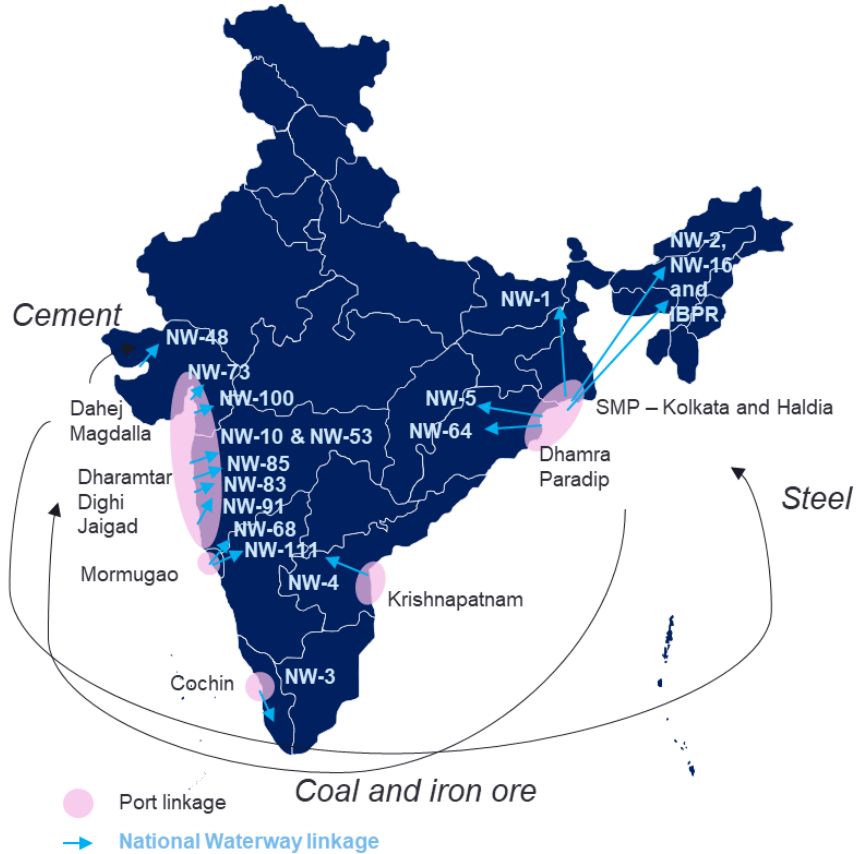 NW-2,
NW-16
and
IBPR
NW-1
Cement
NW-48
NW-73
NW-100
NW-5
SMP – Kolkata and Haldia
Dahej
Magdalla
NW-10 & NW-53
NW-64
Dhamra
Paradip
NW-85
Dharamtar
Dighi
Jaigad
NW-83
NW-91
Steel
NW-68
NW-111
Mormugao
NW-4
Krishnapatnam
Cochin
NW-3
Coal and iron ore
Port linkage
National Waterway linkage